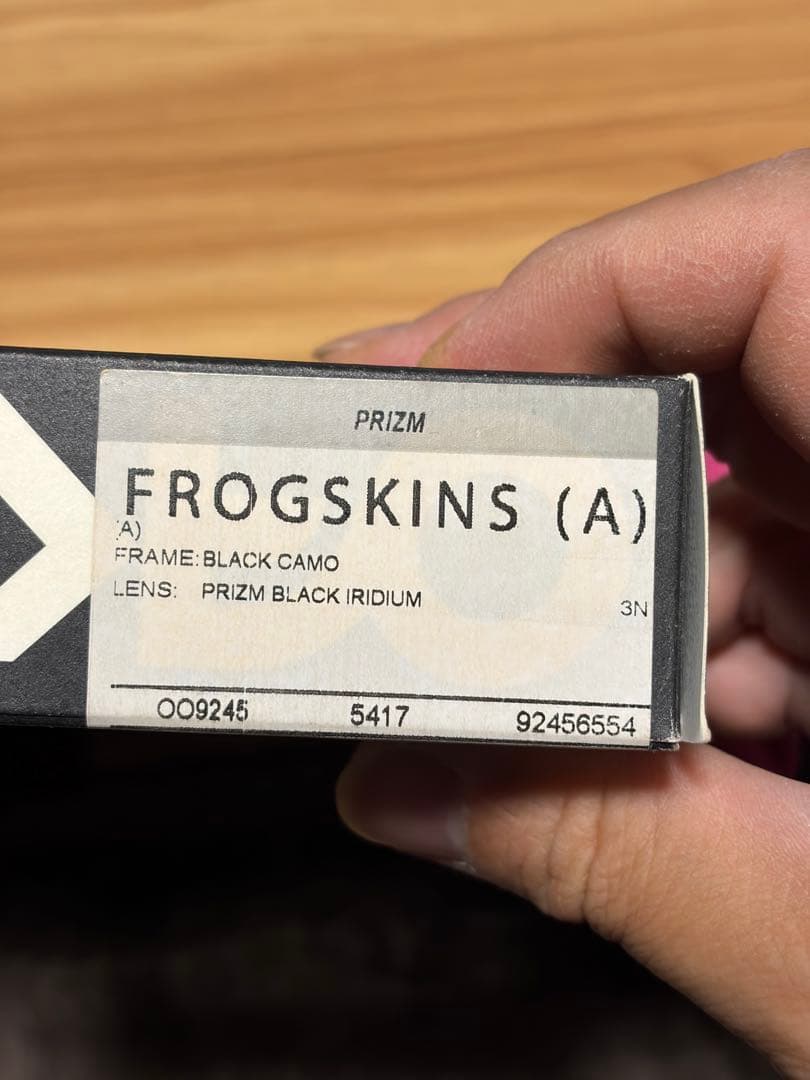 PRIZM
FROGSKINS (A)
(A)
FRAME: BLACK CAMO
LENS: PRIZM BLACK IRIDIUM
3N
OO9245 5417 92456554